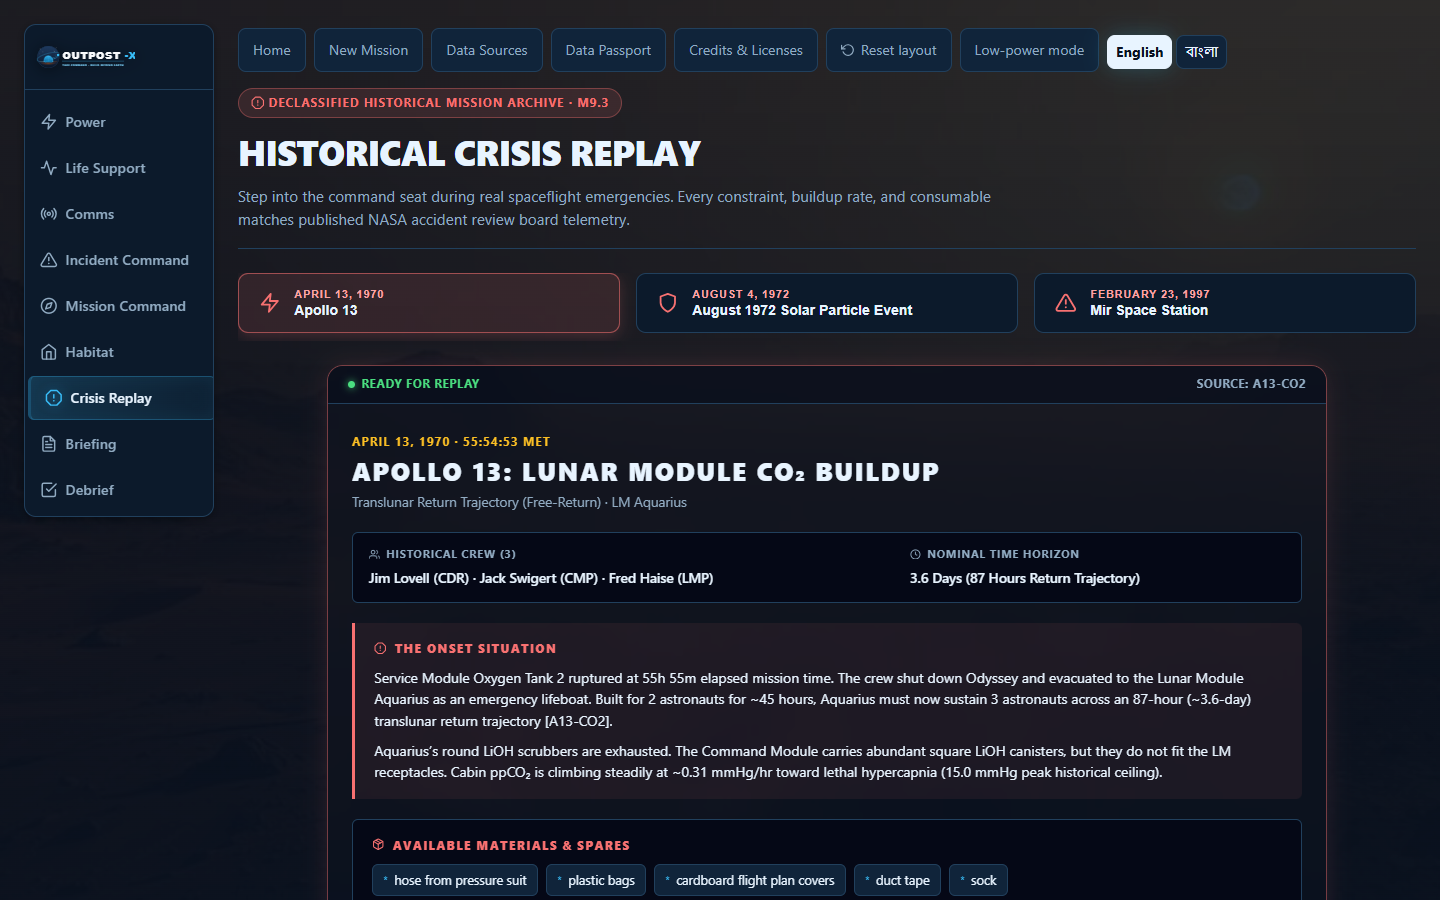 OUTPOST -X
Home
New Mission
Data Sources
Data Passport
Credits & Licenses
Reset layout
Low-power mode
English
বাংলা
Power
Life Support
Comms
Incident Command
Mission Command
Habitat
Crisis Replay
Briefing
Debrief
DECLASSIFIED HISTORICAL MISSION ARCHIVE · M9.3
HISTORICAL CRISIS REPLAY
Step into the command seat during real spaceflight emergencies. Every constraint, buildup rate, and consumable
matches published NASA accident review board telemetry.
APRIL 13, 1970
Apollo 13
AUGUST 4, 1972
August 1972 Solar Particle Event
FEBRUARY 23, 1997
Mir Space Station
READY FOR REPLAY
SOURCE: A13-CO2
APRIL 13, 1970 · 55:54:53 MET
APOLLO 13: LUNAR MODULE CO₂ BUILDUP
Translunar Return Trajectory (Free-Return) · LM Aquarius
HISTORICAL CREW (3)
Jim Lovell (CDR) · Jack Swigert (CMP) · Fred Haise (LMP)
NOMINAL TIME HORIZON
3.6 Days (87 Hours Return Trajectory)
THE ONSET SITUATION
Service Module Oxygen Tank 2 ruptured at 55h 55m elapsed mission time. The crew shut down Odyssey and evacuated to the Lunar Module
Aquarius as an emergency lifeboat. Built for 2 astronauts for ~45 hours, Aquarius must now sustain 3 astronauts across an 87-hour (~3.6-day)
translunar return trajectory [A13-CO2].
Aquarius's round LiOH scrubbers are exhausted. The Command Module carries abundant square LiOH canisters, but they do not fit the LM
receptacles. Cabin ppCO₂ is climbing steadily at ~0.31 mmHg/hr toward lethal hypercapnia (15.0 mmHg peak historical ceiling).
AVAILABLE MATERIALS & SPARES
* hose from pressure suit
* plastic bags
* cardboard flight plan covers
* duct tape
* sock